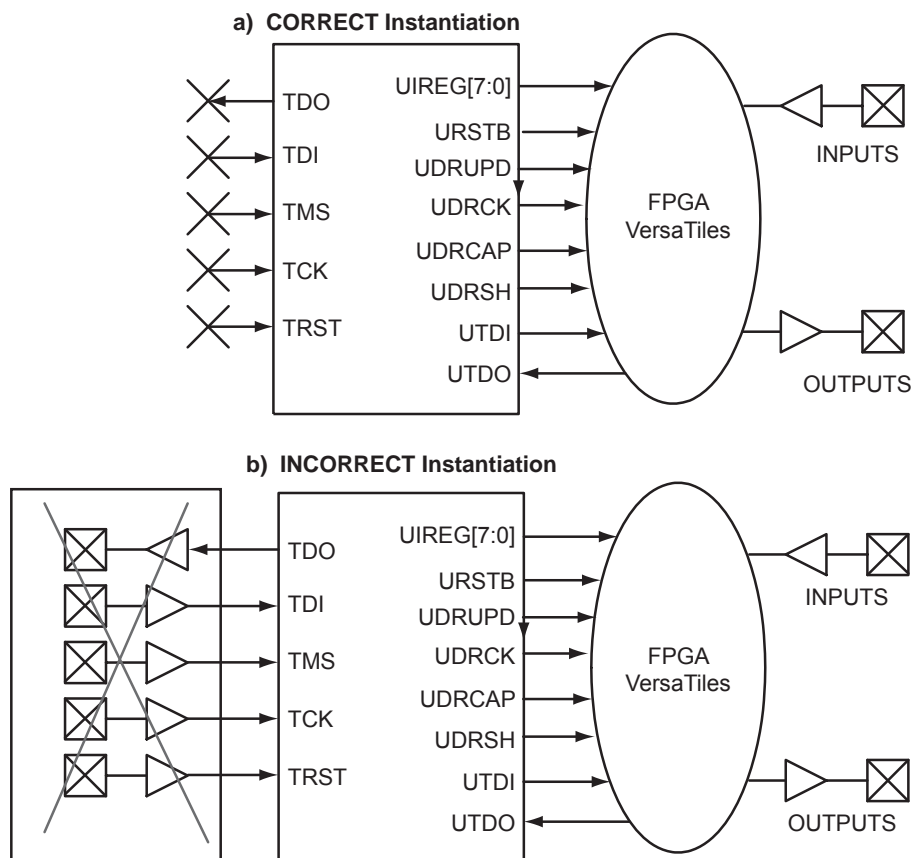 a) CORRECT Instantiation
TDO
TDI
TMS
TCK
TRST
UIREG[7:0]
URSTB
UDRUPD
UDRCK
UDRCAP
UDRSH
UTDI
UTDO
FPGA
VersaTiles
INPUTS
OUTPUTS
b) INCORRECT Instantiation
TDO
TDI
TMS
TCK
TRST
UIREG[7:0]
URSTB
UDRUPD
UDRCK
UDRCAP
UDRSH
UTDI
UTDO
FPGA
VersaTiles
INPUTS
OUTPUTS